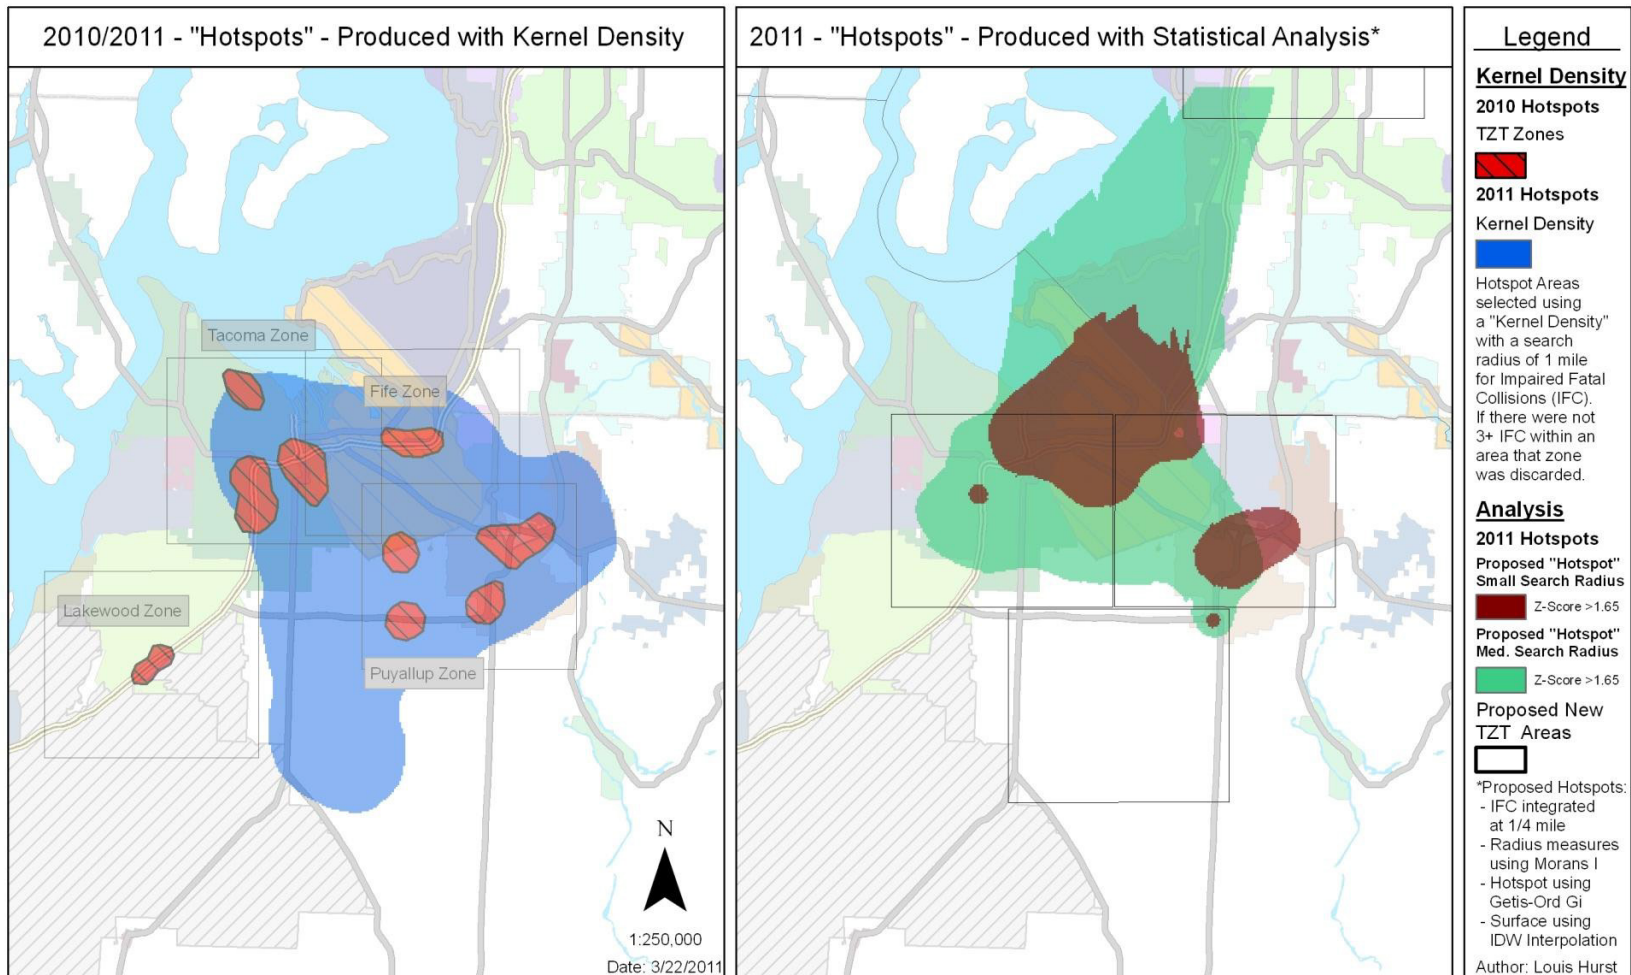 2010/2011 - "Hotspots" - Produced with Kernel Density
Tacoma Zone
Fife Zone
Lakewood Zone
Puyallup Zone
N
1:250,000
Date: 3/22/2011
2011 - "Hotspots" - Produced with Statistical Analysis*
Legend
Kernel Density
2010 Hotspots
TZT Zones
2011 Hotspots
Kernel Density
Hotspot Areas
selected using
a "Kernel Density"
with a search
radius of 1 mile
for Impaired Fatal
Collisions (IFC).
If there were not
3+ IFC within an
area that zone
was discarded.
Analysis
2011 Hotspots
Proposed "Hotspot"
Small Search Radius
Z-Score >1.65
Proposed "Hotspot"
Med. Search Radius
Z-Score >1.65
Proposed New
TZT Areas
*Proposed Hotspots:
- IFC integrated
at 1/4 mile
- Radius measures
using Morans I
- Hotspot using
Getis-Ord Gi
- Surface using
IDW Interpolation
Author: Louis Hurst